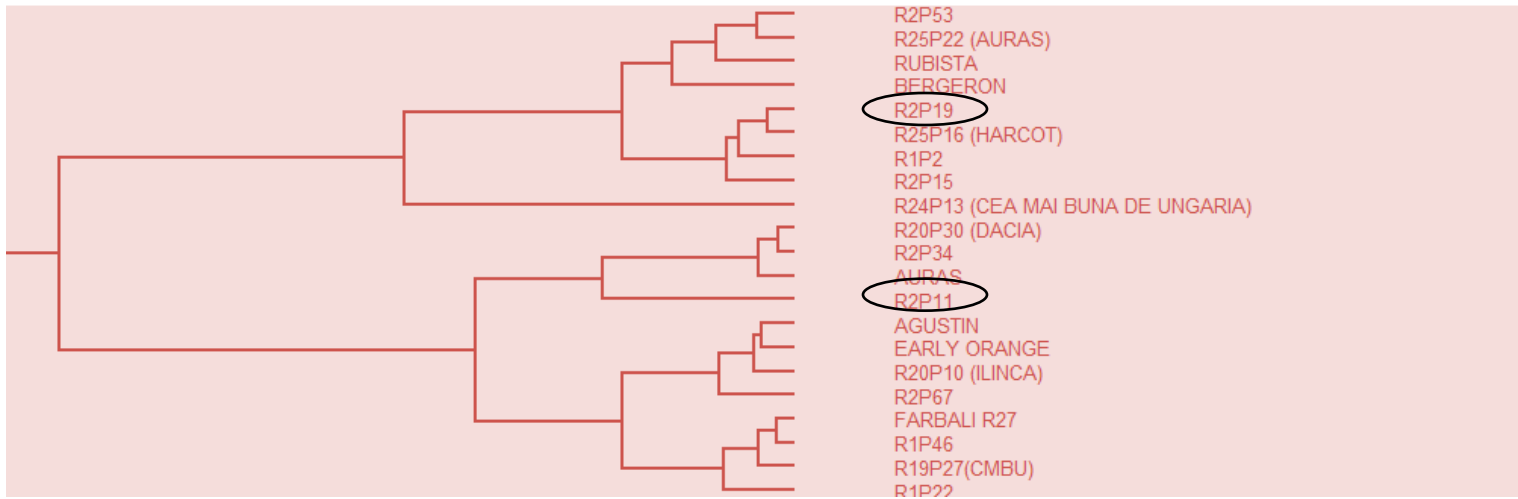 R2P53
R25P22 (AURAS)
RUBISTA
BERGERON
R2P19
R25P16 (HARCOT)
R1P2
R2P15
R24P13 (CEA MAI BUNA DE UNGARIA)
R20P30 (DACIA)
R2P34
AURAS
R2P11
AGUSTIN
EARLY ORANGE
R20P10 (ILINCA)
R2P67
FARBALI R27
R1P46
R19P27(CMBU)
R1P22